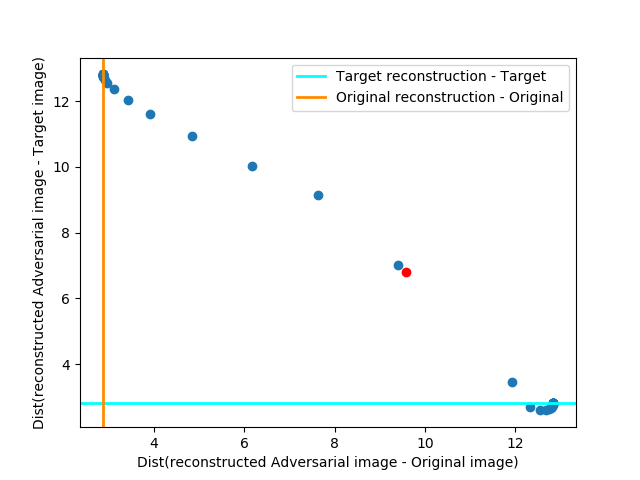 Target reconstruction - Target
Original reconstruction - Original
Dist(reconstructed Adversarial image - Target image)
12
10
8
6
4
4 6 8 10 12
Dist(reconstructed Adversarial image - Original image)